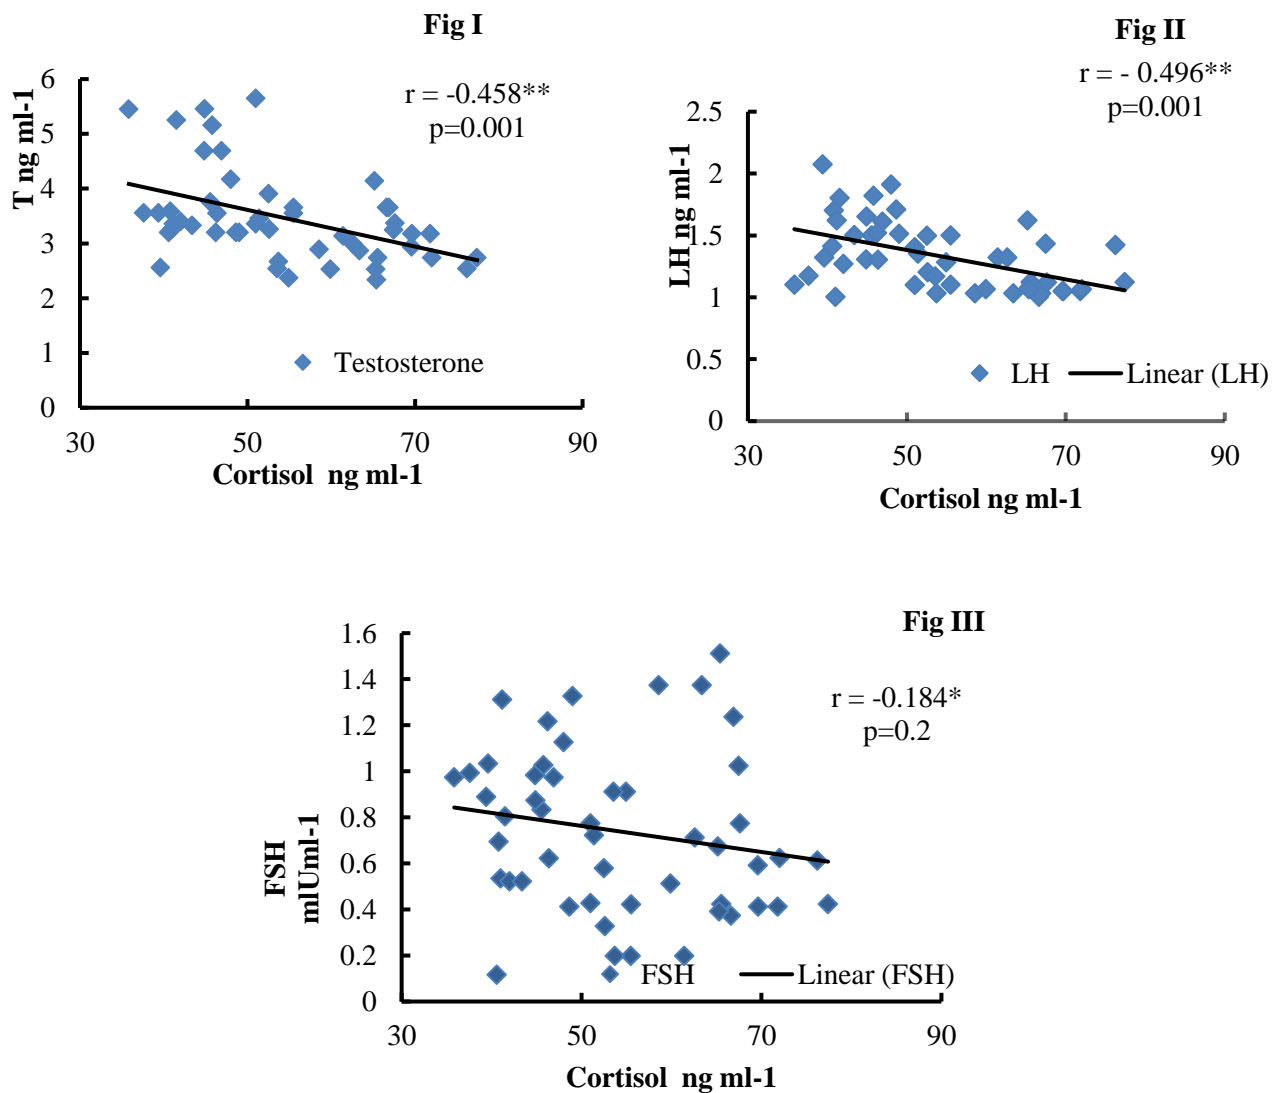 Fig I
r = -0.458**
p=0.001
T ng ml-1
6
5
4
3
2
1
0
Testosterone
30 50 70 90
Cortisol ng ml-1
Fig II
r = - 0.496**
p=0.001
LH ng ml-1
2.5
2
1.5
1
0.5
0
LH Linear (LH)
30 50 70 90
Cortisol ng ml-1
Fig III
r = -0.184*
p=0.2
FSH
mlUml-1
1.6
1.4
1.2
1
0.8
0.6
0.4
0.2
0
FSH Linear (FSH)
30 50 70 90
Cortisol ng ml-1